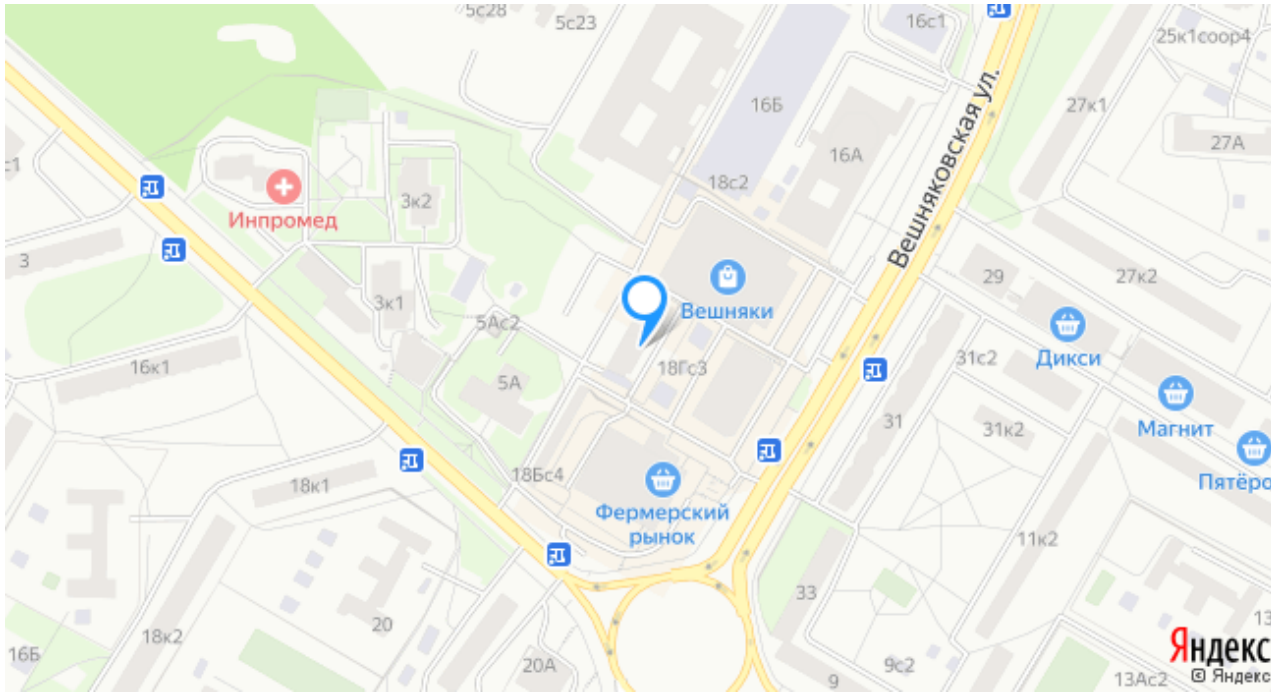 5с28
5с23
16с1
25к1соор4
Вешняковская ул.
16Б
27к1
16А
27А
с1
18с2
3к2
Инпромед
3
29
27к2
3к1
Вешняки
5Ас2
Дикси
31с2
16к1
18Гс3
5А
31
31к2
Магнит
18Бс4
Пятёро
18к1
Фермерский
рынок
11к2
33
20
13
18к2
16Б
20А
9с2
9
13Ас2
Яндекс
© Яндекс